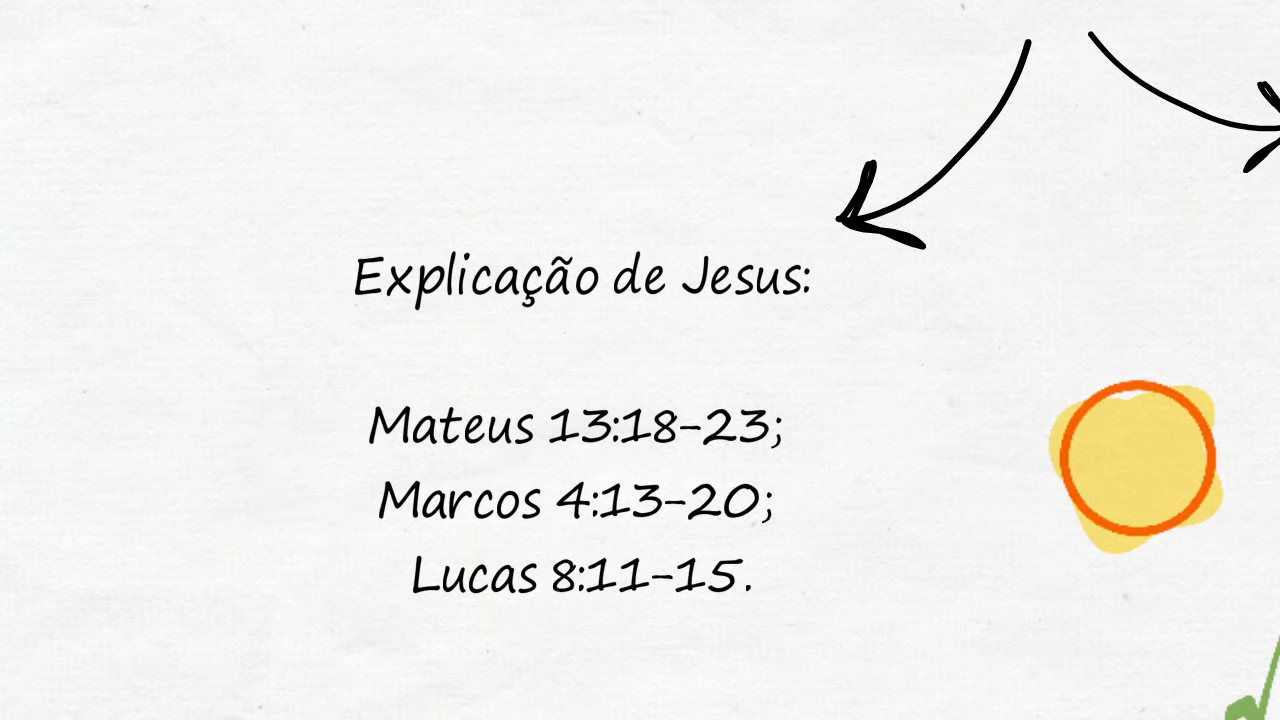 Explicação de Jesus:
Mateus 13:18-23;
Marcos 4:13-20;
Lucas 8:11-15.